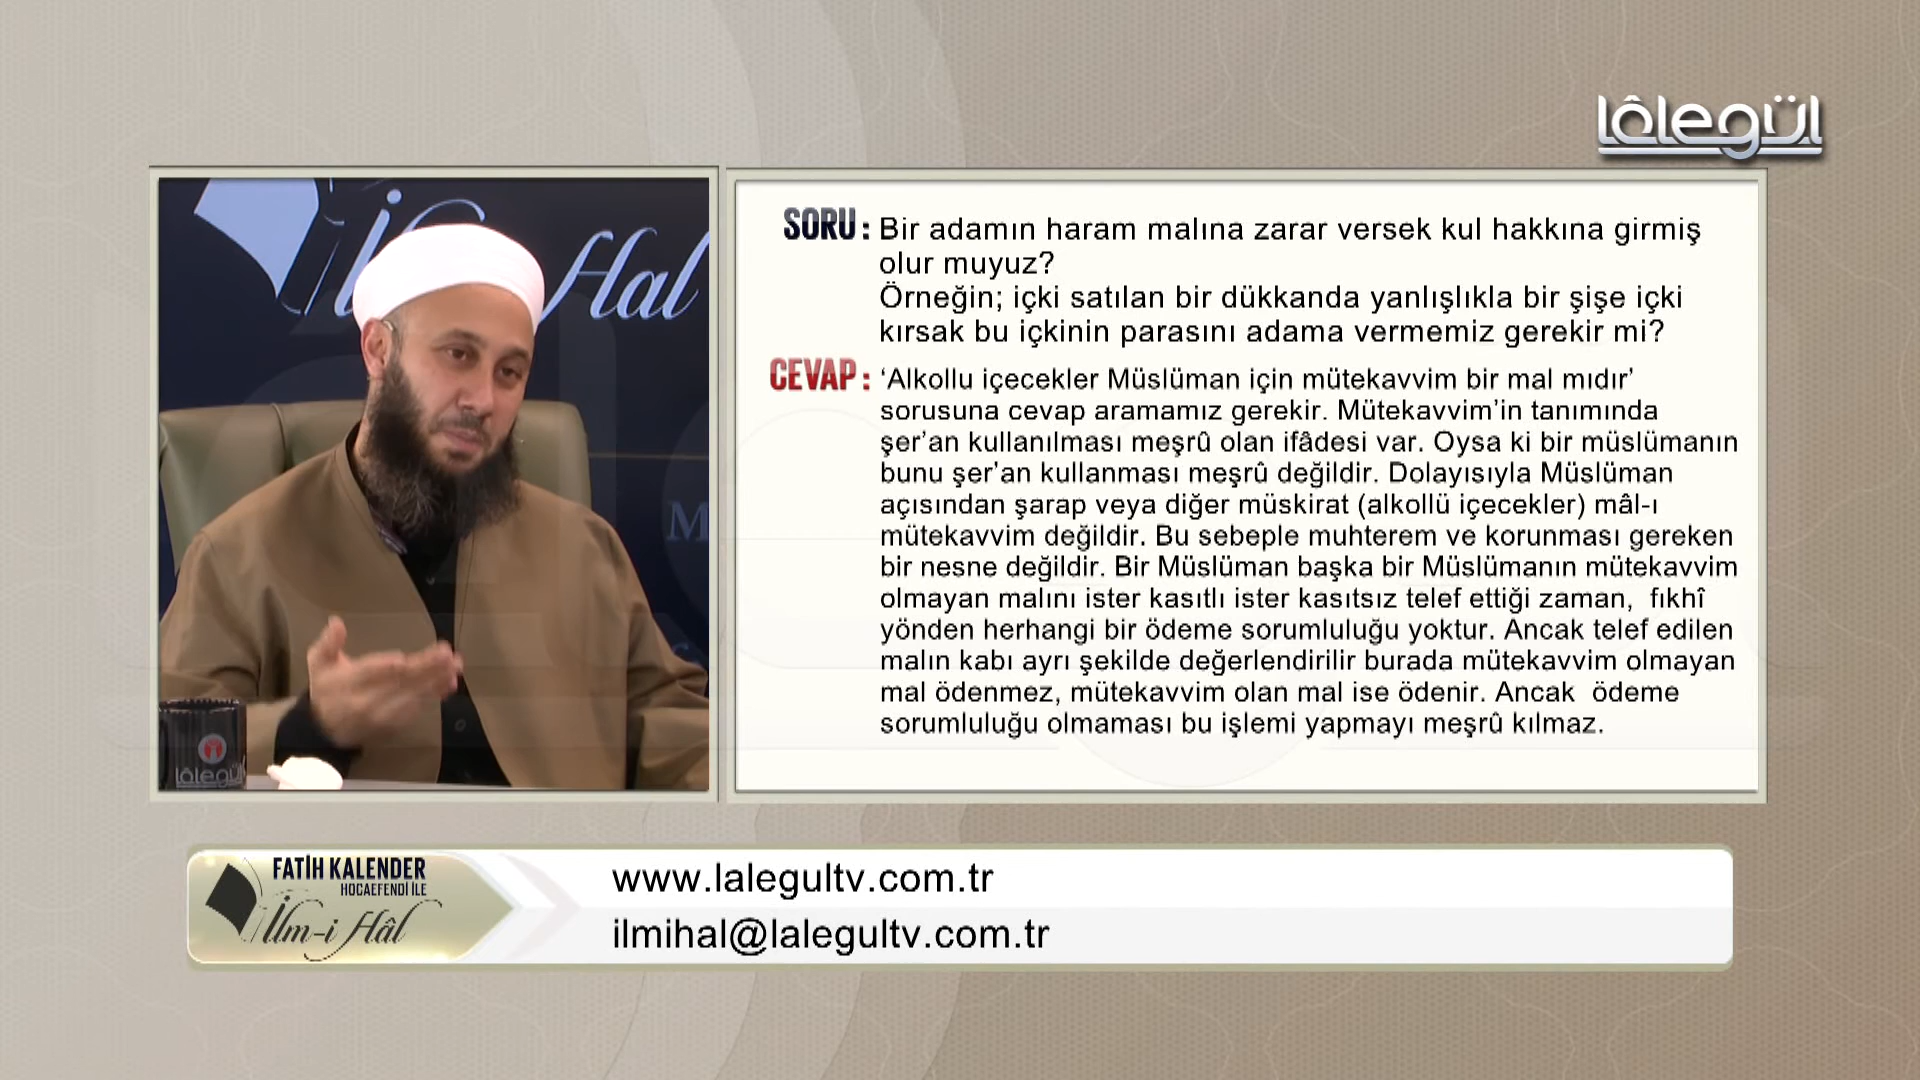 lâlegül
İlm-i Hal
SORU : Bir adamın haram malına zarar versek kul hakkına girmiş
olur muyuz?
Örneğin; içki satılan bir dükkanda yanlışlıkla bir şişe içki
kırsak bu içkinin parasını adama vermemiz gerekir mi?
CEVAP : ‘Alkollu içecekler Müslüman için mütekavvim bir mal mıdır’
sorusuna cevap aramamız gerekir. Mütekavvim’in tanımında
şer’an kullanılması meşrû olan ifâdesi var. Oysa ki bir müslümanın
bunu şer’an kullanması meşrû değildir. Dolayısıyla Müslüman
açısından şarap veya diğer müskirat (alkollü içecekler) mâl-ı
mütekavvim değildir. Bu sebeple muhterem ve korunması gereken
bir nesne değildir. Bir Müslüman başka bir Müslümanın mütekavvim
olmayan malını ister kasıtlı ister kasıtsız telef ettiği zaman, fıkhî
yönden herhangi bir ödeme sorumluluğu yoktur. Ancak telef edilen
malın kabı ayrı şekilde değerlendirilir burada mütekavvim olmayan
mal ödenmez, mütekavvim olan mal ise ödenir. Ancak ödeme
sorumluluğu olmaması bu işlemi yapmayı meşrû kılmaz.
lâlegül
FATİH KALENDER
HOCAEFENDİ İLE
İlm-i Hâl
www.lalegultv.com.tr
ilmihal@lalegultv.com.tr